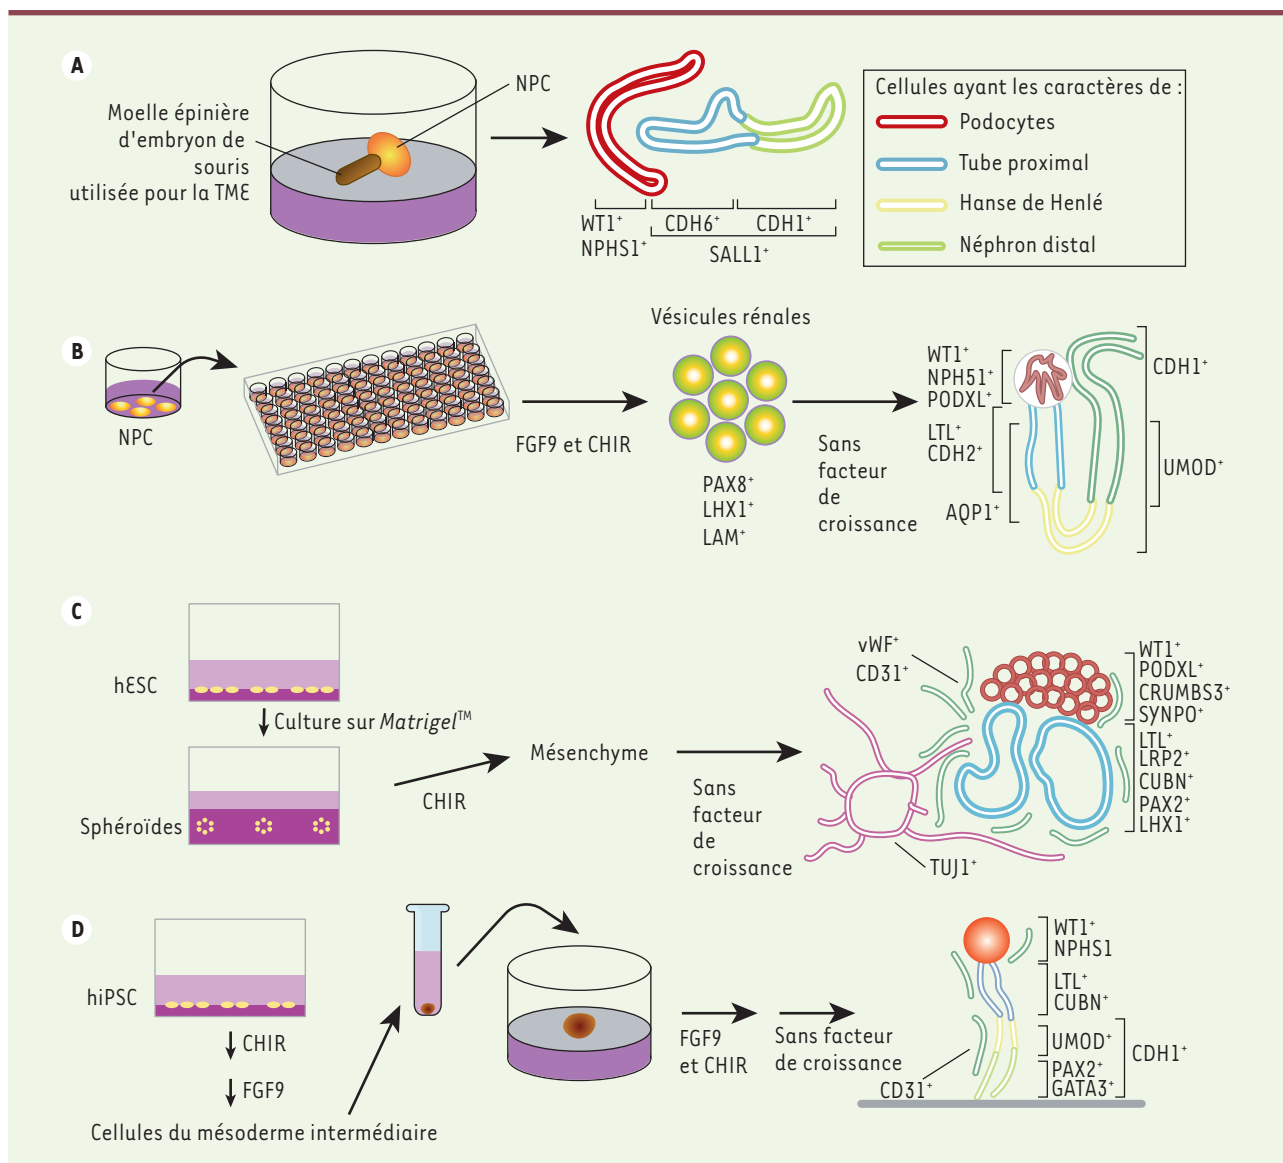 A
Moelle épinière
d'embryon de
souris
utilisée pour la TME
NPC
WT1⁺
NPHS1⁺
CDH6⁺
CDH1⁺
SALL1⁺
Cellules ayant les caractères de :
Podocytes
Tube proximal
Hanse de Henlé
Néphron distal
B
NPC
FGF9 et CHIR
Vésicules rénales
PAX8⁺
LHX1⁺
LAM⁺
Sans
facteur
de
croissance
WT1⁺
NPH51⁺
PODXL⁺
LTL⁺
CDH2⁺
AQP1⁺
CDH1⁺
UMOD⁺
C
hESC
Culture sur Matrigel™
Sphéroïdes
CHIR
Mésenchyme
Sans
facteur
de
croissance
vWF⁺
CD31⁺
TUJ1⁺
WT1⁺
PODXL⁺
CRUMBS3⁺
SYNPO⁺
LTL⁺
LRP2⁺
CUBN⁺
PAX2⁺
LHX1⁺
D
hiPSC
CHIR
FGF9
Cellules du mésoderme intermédiaire
FGF9
et CHIR
Sans facteur
de croissance
CD31⁺
WT1⁺
NPHS1
LTL⁺
CUBN⁺
UMOD⁺
PAX2⁺
GATA3⁺
CDH1⁺